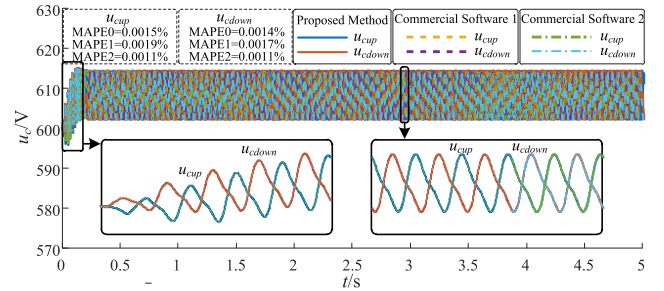 u_cup
MAPE0=0.0015%
MAPE1=0.0019%
MAPE2=0.0011%
u_cdown
MAPE0=0.0014%
MAPE1=0.0017%
MAPE2=0.0011%
Proposed Method
u_cup
u_cdown
Commercial Software 1
u_cup
u_cdown
Commercial Software 2
u_cup
u_cdown
630
620
610
600
590
580
570
u_c/V
u_cup
u_cdown
u_cup
u_cdown
0
0.5
1
1.5
2
2.5
3
3.5
4
4.5
5
t/s